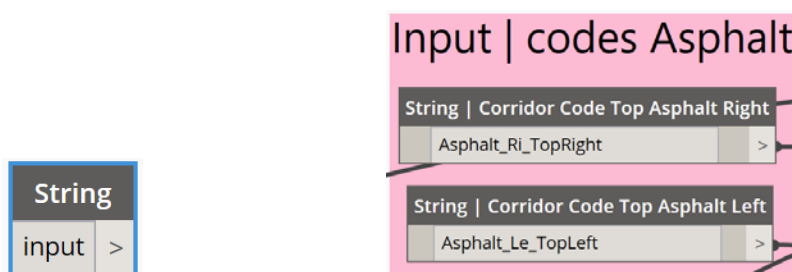 Input | codes Asphalt
String | Corridor Code Top Asphalt Right
Asphalt_Ri_TopRight >
String | Corridor Code Top Asphalt Left
Asphalt_Le_TopLeft >
String
input >